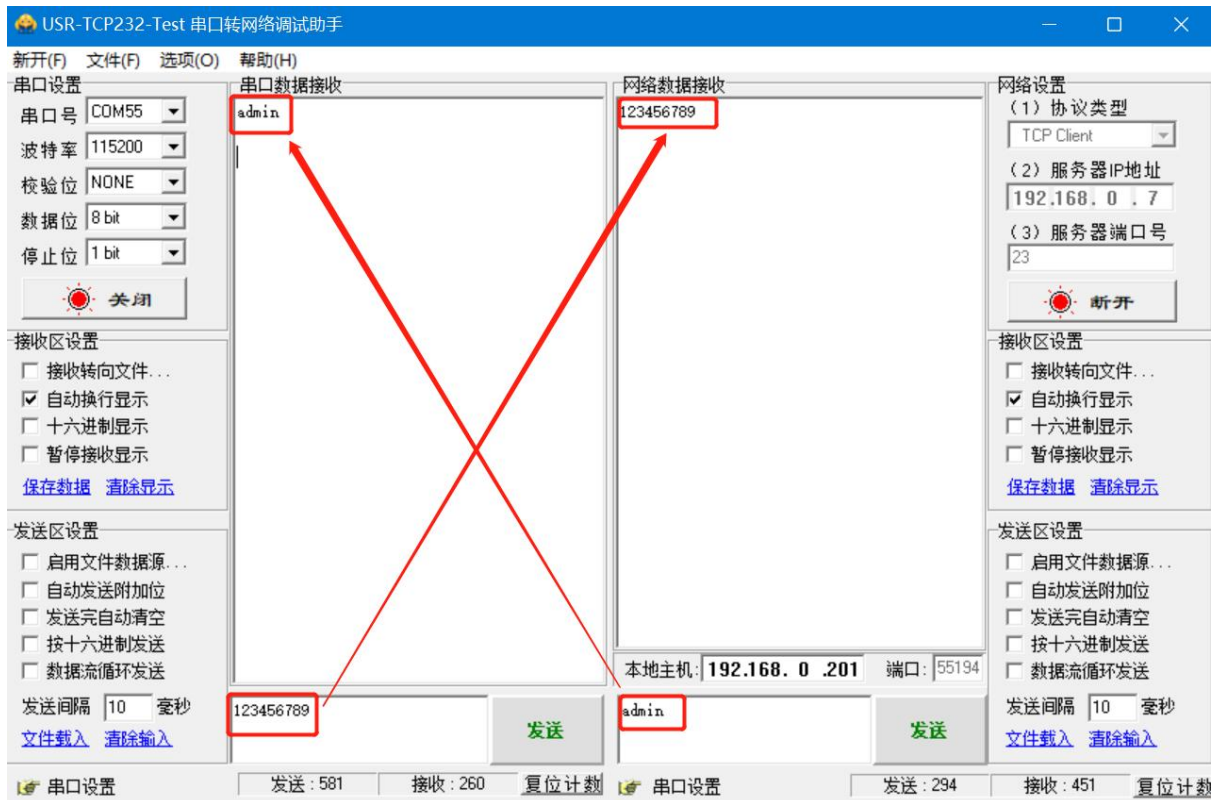 USR-TCP232-Test 串口转网络调试助手
新开(F) 文件(F) 选项(O) 帮助(H)
串口设置
串口号 COM55
波特率 115200
校验位 NONE
数据位 8 bit
停止位 1 bit
关闭
接收区设置
接收转向文件...
自动换行显示
十六进制显示
暂停接收显示
保存数据 清除显示
发送区设置
启用文件数据源...
自动发送附加位
发送完自动清空
按十六进制发送
数据流循环发送
发送间隔 10 毫秒
文件载入 清除输入
串口数据接收
admin
123456789
发送
网络数据接收
123456789
本地主机: 192.168. 0 .201 端口: 55194
admin
发送
网络设置
(1) 协议类型
TCP Client
(2) 服务器IP地址
192.168. 0 . 7
(3) 服务器端口号
23
断开
接收区设置
接收转向文件...
自动换行显示
十六进制显示
暂停接收显示
保存数据 清除显示
发送区设置
启用文件数据源...
自动发送附加位
发送完自动清空
按十六进制发送
数据流循环发送
发送间隔 10 毫秒
文件载入 清除输入
串口设置 发送 : 581 接收 : 260 复位计数
串口设置 发送 : 294 接收 : 451 复位计数